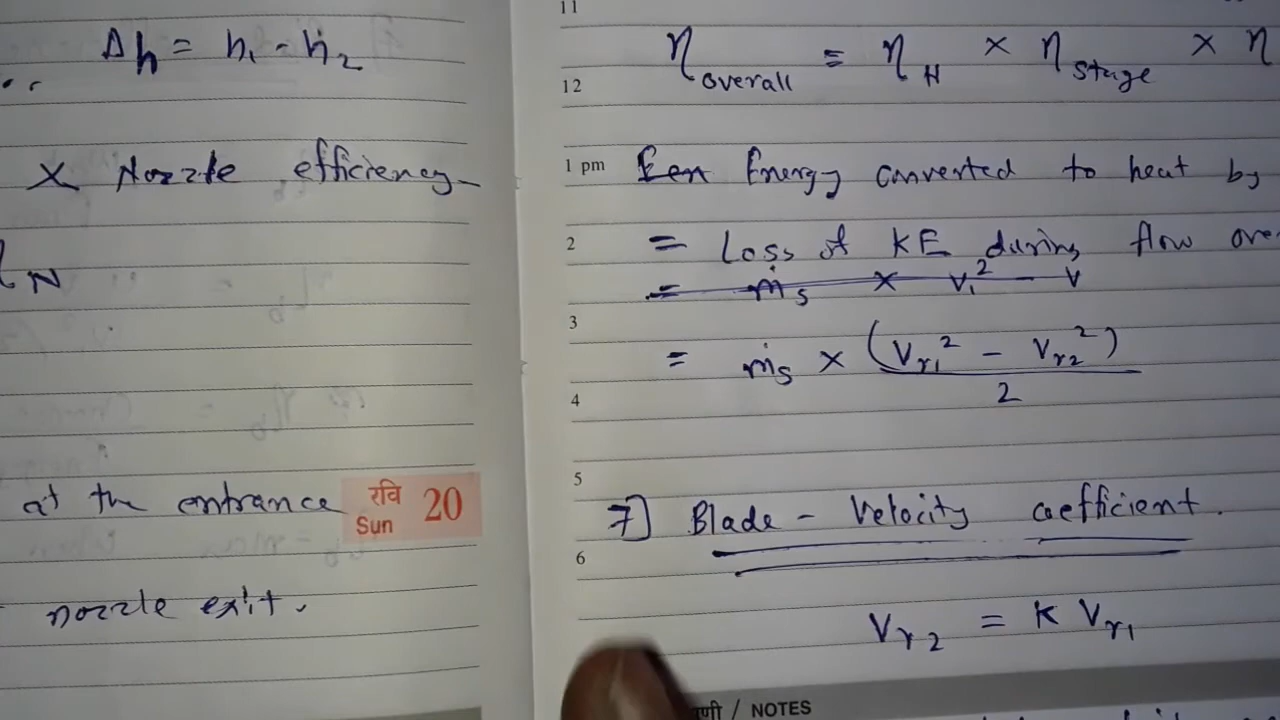 Δh = h₁ - h₂
× Nozzle efficiency
N
at the entrance
रवि
Sun 20
nozzle exit.
11
η overall = η H × η stage × η
12
1 pm Energy converted to heat by
2 = Loss of KE during flow
= ṁs × V₁² - V
3
= ṁs × (Vr₁² - Vr₂²)
2
4
5
7] Blade - Velocity coefficient.
6
Vr₂ = K Vr₁
/ NOTES